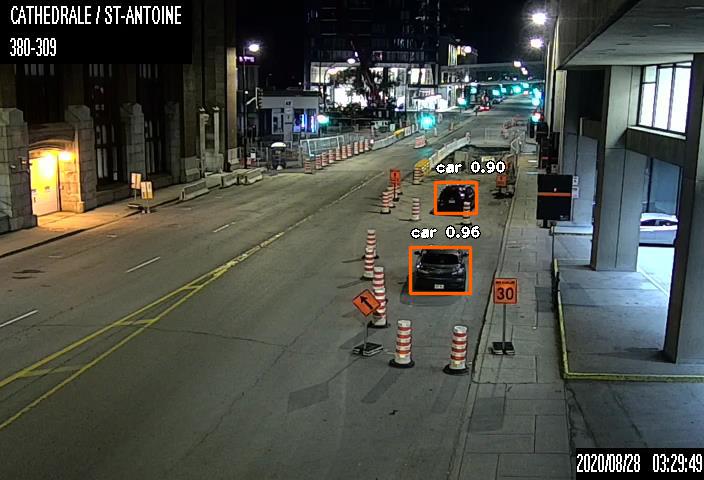 CATHEDRALE / ST-ANTOINE
380-309
car 0.90
car 0.96
30
2020/08/28 03:29:49